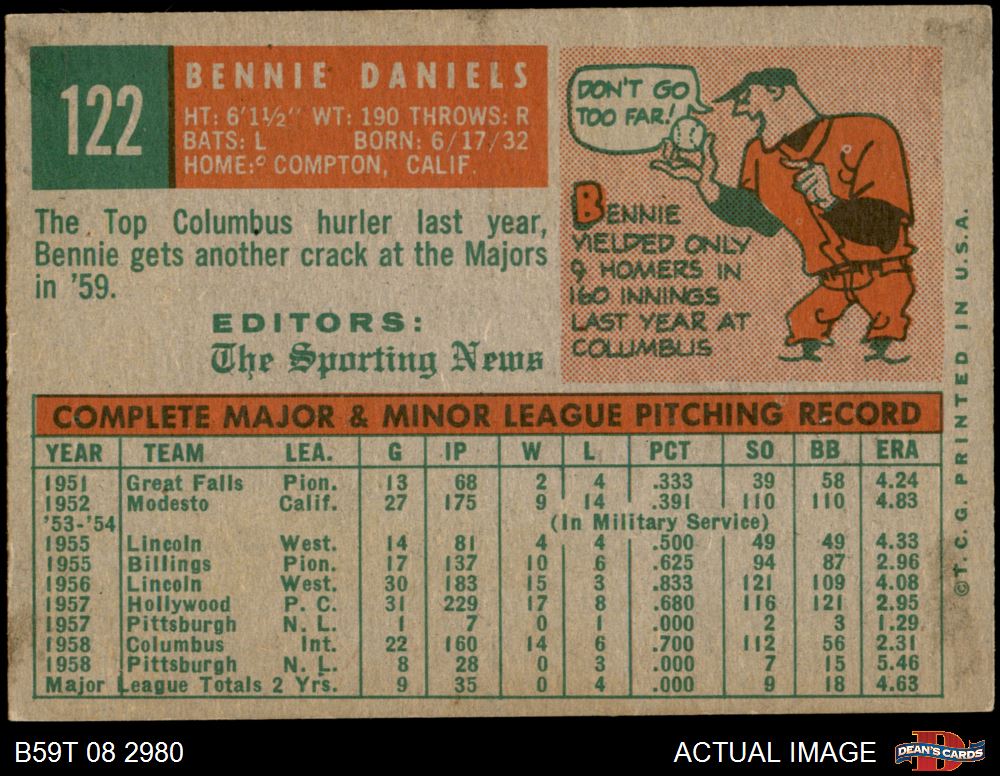 122
BENNIE DANIELS
HT: 6'1½" WT: 190 THROWS: R
BATS: L BORN: 6/17/32
HOME: COMPTON, CALIF.
The Top Columbus hurler last year,
Bennie gets another crack at the Majors
in '59.
EDITORS:
The Sporting News
DON'T GO
TOO FAR!
BENNIE
YIELDED ONLY
9 HOMERS IN
160 INNINGS
LAST YEAR AT
COLUMBUS
COMPLETE MAJOR & MINOR LEAGUE PITCHING RECORD
YEAR TEAM LEA. G IP W L PCT SO BB ERA
1951 Great Falls Pion. 13 68 2 4 .333 39 58 4.24
1952 Modesto Calif. 27 175 9 14 .391 110 110 4.83
'53-'54 (In Military Service)
1955 Lincoln West. 14 81 4 4 .500 49 49 4.33
1955 Billings Pion. 17 137 10 6 .625 94 87 2.96
1956 Lincoln West. 30 183 15 3 .833 121 109 4.08
1957 Hollywood P. C. 31 229 17 8 .680 116 121 2.95
1957 Pittsburgh N. L. 1 7 0 1 .000 2 3 1.29
1958 Columbus Int. 22 160 14 6 .700 112 56 2.31
1958 Pittsburgh N. L. 8 28 0 3 .000 7 15 5.46
Major League Totals 2 Yrs. 9 35 0 4 .000 9 18 4.63
© T. C. G. PRINTED IN U.S.A.
B59T 08 2980
ACTUAL IMAGE
D
DEAN'S CARDS